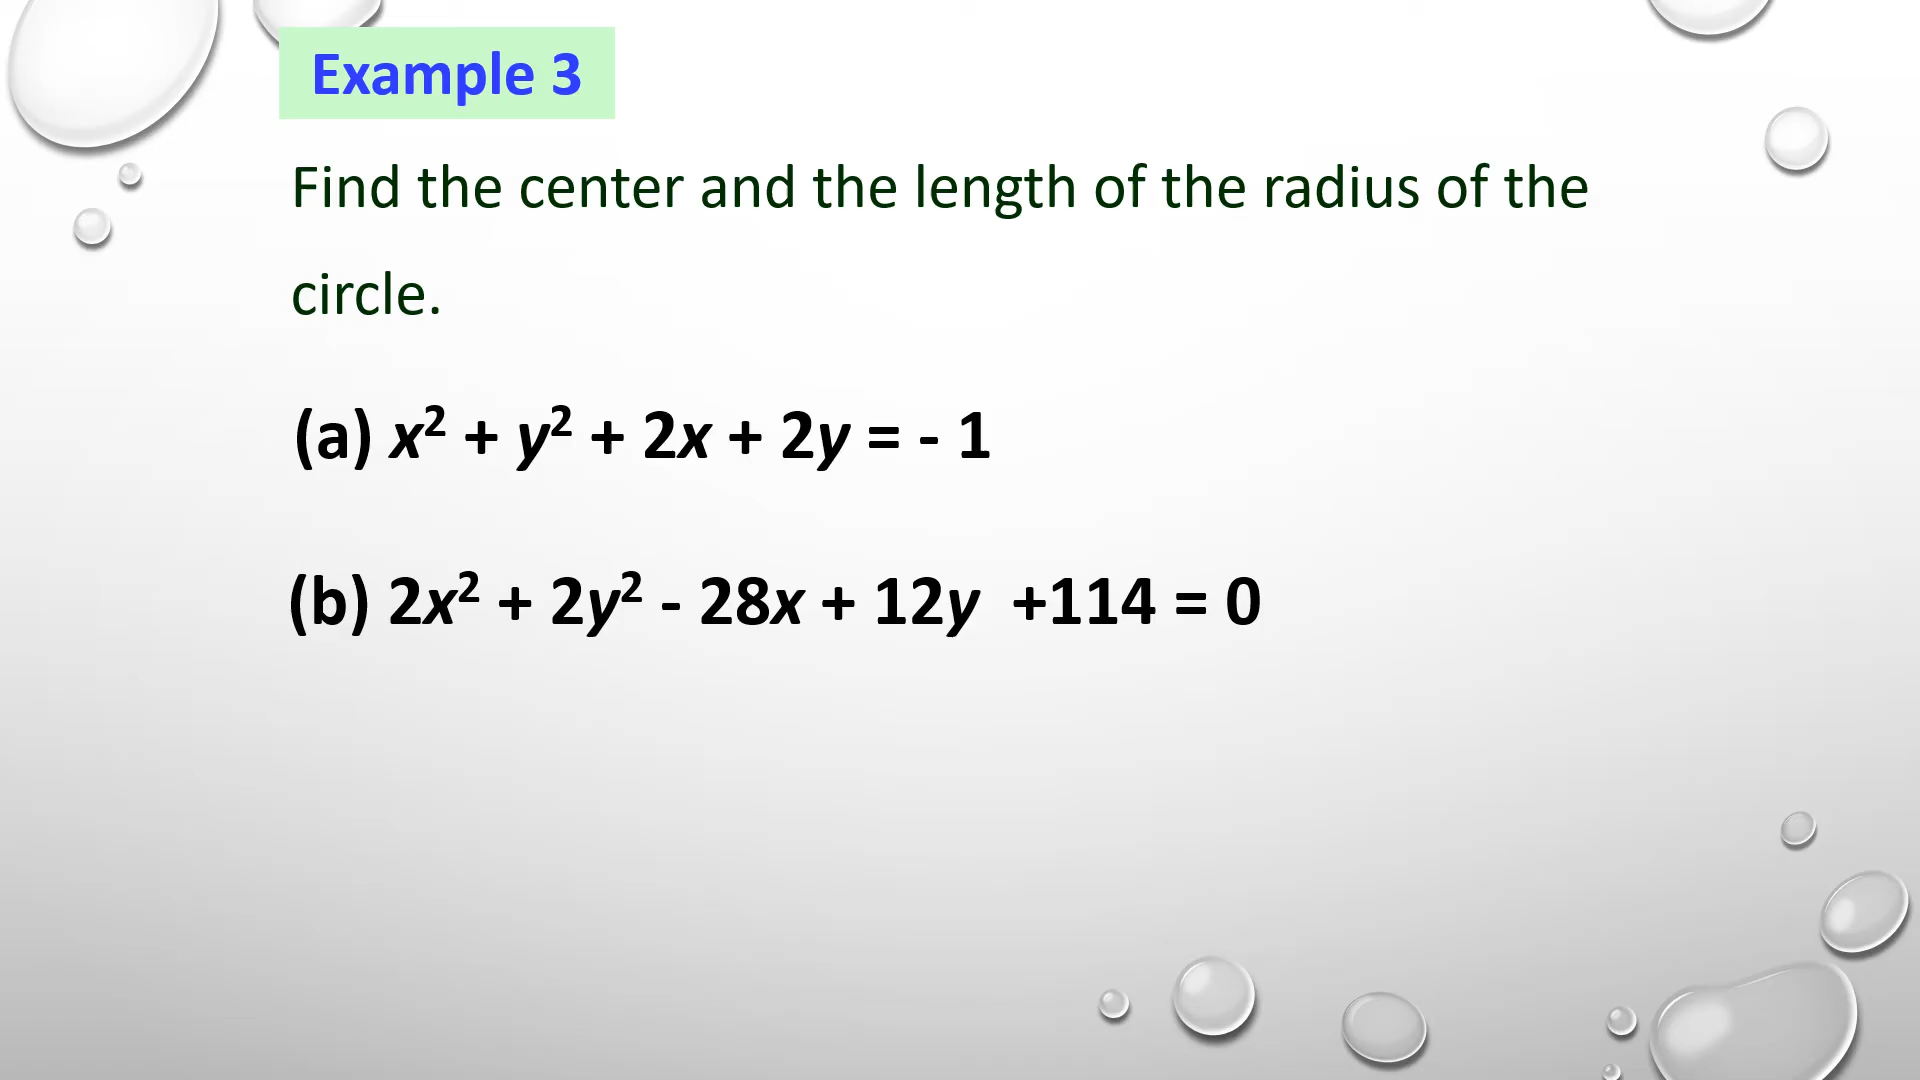 Example 3
Find the center and the length of the radius of the
circle.
(a) x² + y² + 2x + 2y = - 1
(b) 2x² + 2y² - 28x + 12y  +114 = 0